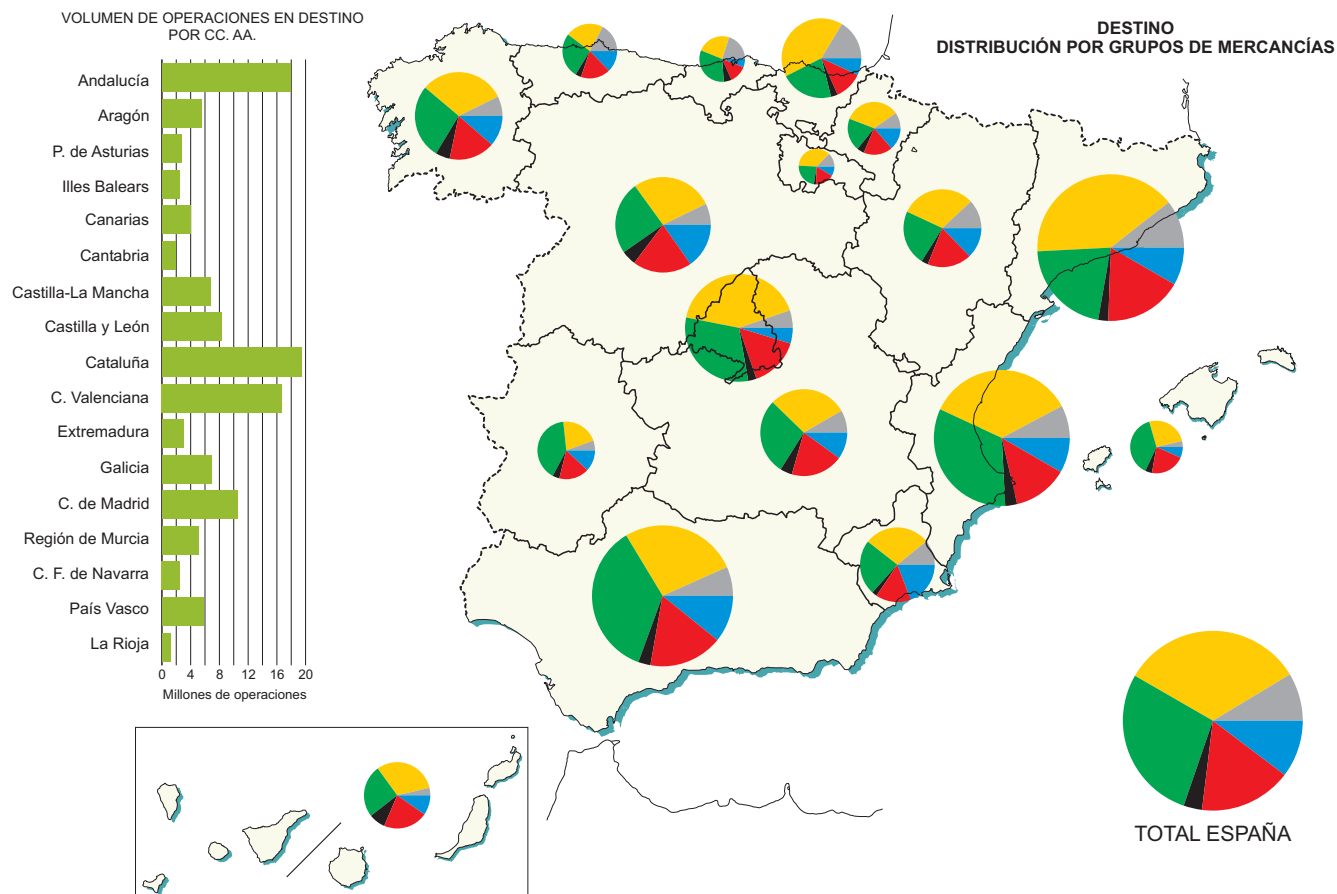 VOLUMEN DE OPERACIONES EN DESTINO
POR CC. AA.
Andalucía
Aragón
P. de Asturias
Illes Balears
Canarias
Cantabria
Castilla-La Mancha
Castilla y León
Cataluña
C. Valenciana
Extremadura
Galicia
C. de Madrid
Región de Murcia
C. F. de Navarra
País Vasco
La Rioja
0 4 8 12 16 20
Millones de operaciones
DESTINO
DISTRIBUCIÓN POR GRUPOS DE MERCANCÍAS
TOTAL ESPAÑA